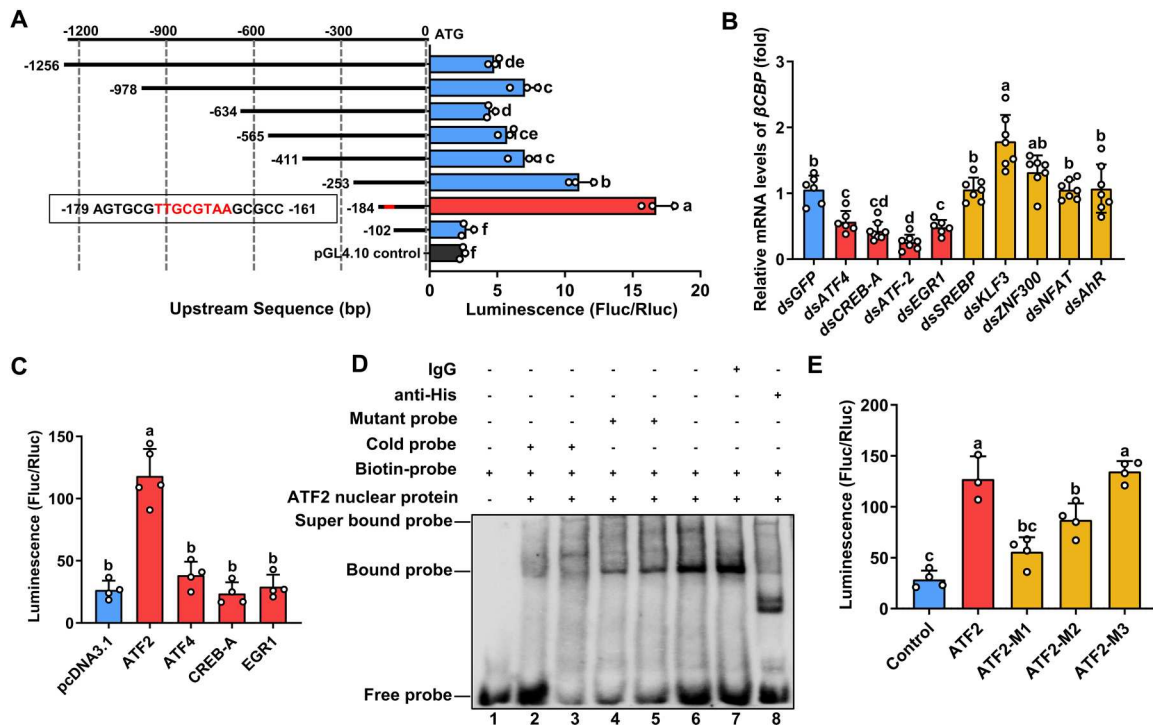 A
-1200 -900 -600 -300 0 ATG
-1256 de
-978 c
-634 d
-565 ce
-411 c
-253 b
-179 AGTGCGTTGCGTAAGCGCC -161 -184 a
-102 f
pGL4.10 control f
0 5 10 15 20
Upstream Sequence (bp) Luminescence (Fluc/Rluc)
B
Relative mRNA levels of βCBP (fold)
3
2
1
0
b c cd d c b a ab b b
dsGFP dsATF4 dsCREB-A dsATF-2 dsEGR1 dsSREBP dsKLF3 dsZNF300 dsNFAT dsAhR
C
Luminescence (Fluc/Rluc)
150
100
50
0
b a b b b
pcDNA3.1 ATF2 ATF4 CREB-A EGR1
D
IgG - - - - - - + -
anti-His - - - - - - - +
Mutant probe - - - + + - - -
Cold probe - + + - - - - -
Biotin-probe + + + + + + + +
ATF2 nuclear protein - + + + + + + +
Super bound probe
Bound probe
Free probe
1 2 3 4 5 6 7 8
E
Luminescence (Fluc/Rluc)
200
150
100
50
0
c a bc b a
Control ATF2 ATF2-M1 ATF2-M2 ATF2-M3